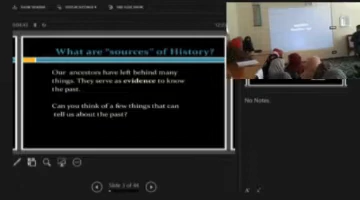 What are "sources" of History?
Our ancestors have left behind many
things. They serve as evidence to know
the past.
Can you think of a few things that can
tell us about the past?
No Notes.
Slide 2 of